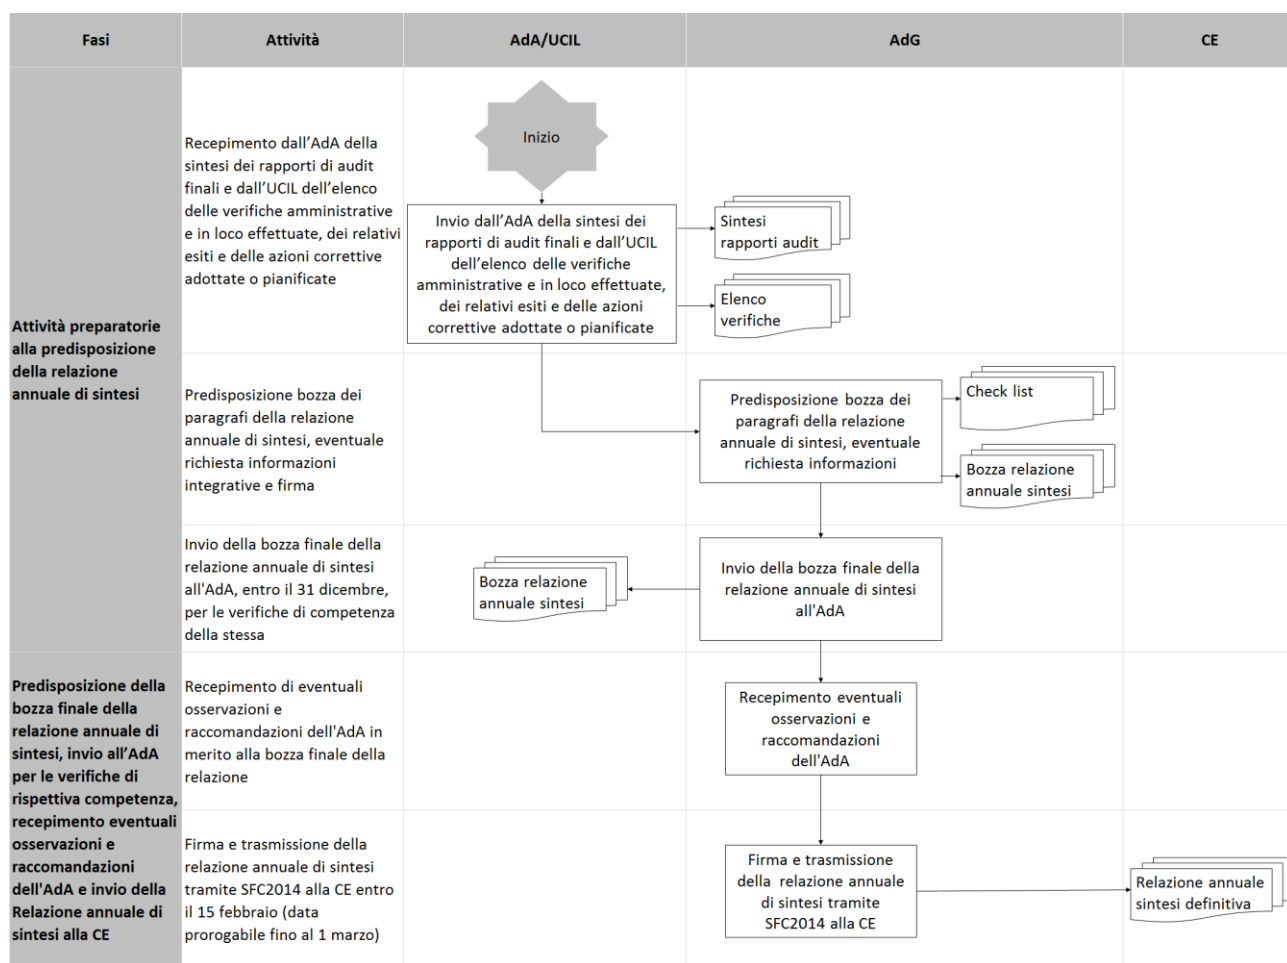 Fasi
Attività
AdA/UCIL
AdG
CE
Attività preparatorie
alla predisposizione
della relazione
annuale di sintesi
Recepimento dall'AdA della
sintesi dei rapporti di audit
finali e dall'UCIL dell'elenco
delle verifiche amministrative
e in loco effettuate, dei relativi
esiti e delle azioni correttive
adottate o pianificate
Inizio
Invio dall'AdA della sintesi dei
rapporti di audit finali e dall'UCIL
dell'elenco delle verifiche
amministrative e in loco effettuate,
dei relativi esiti e delle azioni
correttive adottate o pianificate
Sintesi
rapporti audit
Elenco
verifiche
Predisposizione bozza dei
paragrafi della relazione
annuale di sintesi, eventuale
richiesta informazioni
integrative e firma
Predisposizione bozza dei
paragrafi della relazione
annuale di sintesi, eventuale
richiesta informazioni
Check list
Bozza relazione
annuale sintesi
Invio della bozza finale della
relazione annuale di sintesi
all'AdA, entro il 31 dicembre,
per le verifiche di competenza
della stessa
Bozza relazione
annuale sintesi
Invio della bozza finale della
relazione annuale di sintesi
all'AdA
Predisposizione della
bozza finale della
relazione annuale di
sintesi, invio all'AdA
per le verifiche di
rispettiva competenza,
recepimento eventuali
osservazioni e
raccomandazioni
dell'AdA e invio della
Relazione annuale di
sintesi alla CE
Recepimento di eventuali
osservazioni e
raccomandazioni dell'AdA in
merito alla bozza finale della
relazione
Recepimento eventuali
osservazioni e
raccomandazioni
dell'AdA
Firma e trasmissione della
relazione annuale di sintesi
tramite SFC2014 alla CE entro
il 15 febbraio (data
prorogabile fino al 1 marzo)
Firma e trasmissione
della relazione annuale
di sintesi tramite
SFC2014 alla CE
Relazione annuale
sintesi definitiva